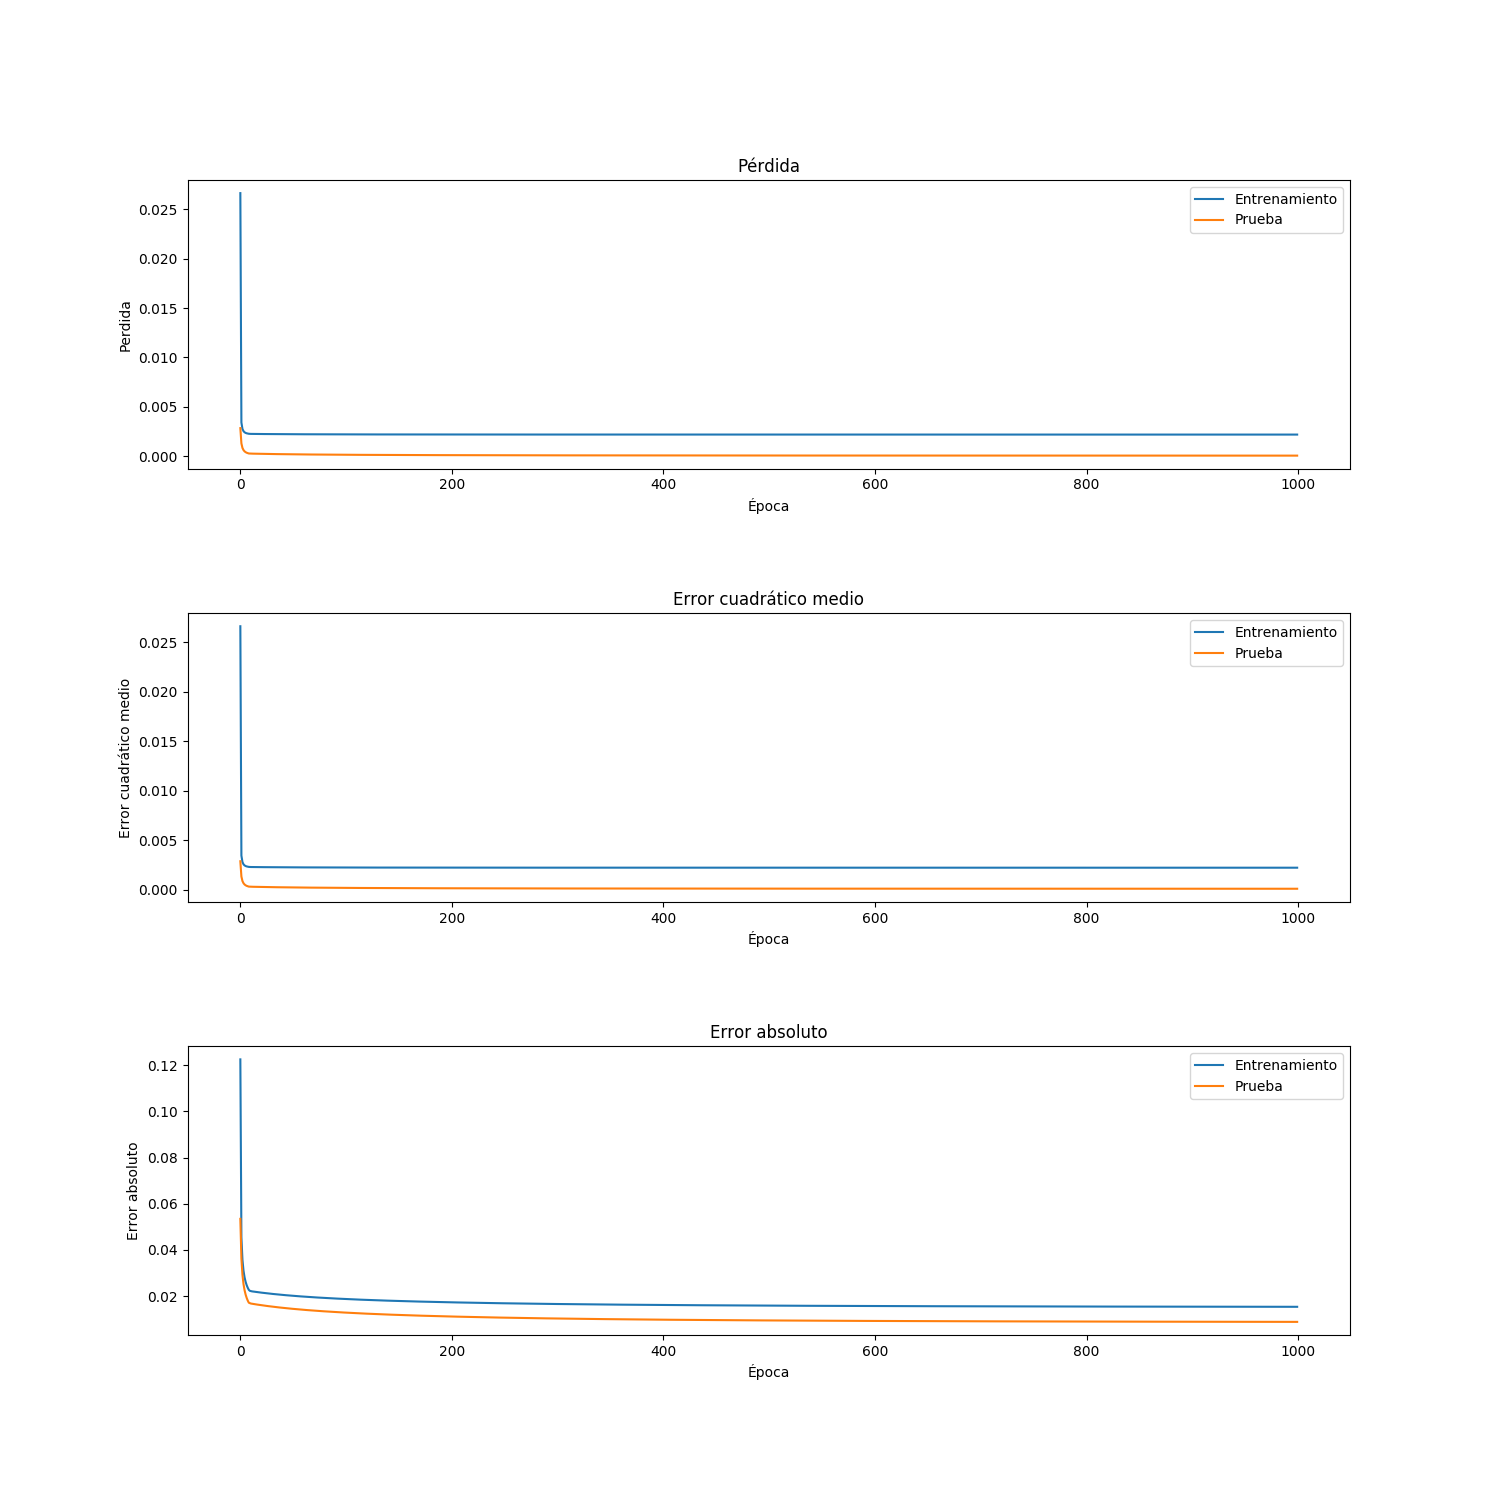 Pérdida
Perdida
0.025
0.020
0.015
0.010
0.005
0.000
Entrenamiento
Prueba
0 200 400 600 800 1000
Época
Error cuadrático medio
Error cuadrático medio
0.025
0.020
0.015
0.010
0.005
0.000
Entrenamiento
Prueba
0 200 400 600 800 1000
Época
Error absoluto
Error absoluto
0.12
0.10
0.08
0.06
0.04
0.02
Entrenamiento
Prueba
0 200 400 600 800 1000
Época